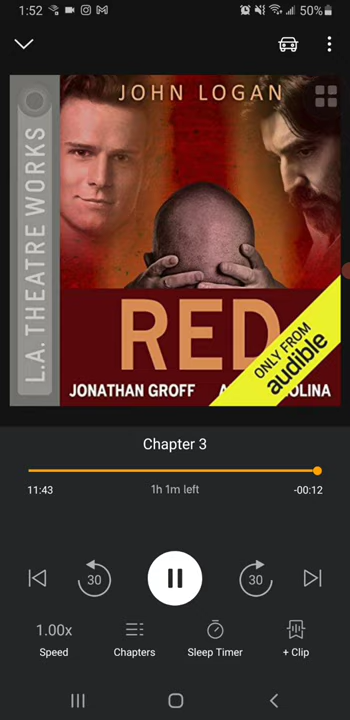 1:52
50%
JOHN LOGAN
L.A. THEATRE WORKS
RED
ONLY FROM
audible
JONATHAN GROFF
Chapter 3
11:43
1h 1m left
-00:12
30
30
1.00x
Speed
Chapters
Sleep Timer
+ Clip